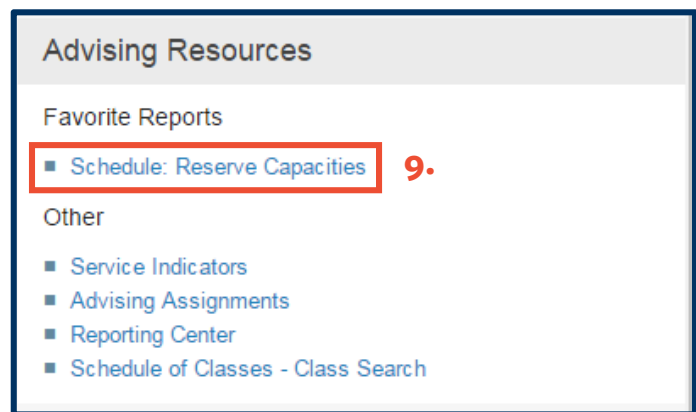 Advising Resources
Favorite Reports
Schedule: Reserve Capacities 9.
Other
Service Indicators
Advising Assignments
Reporting Center
Schedule of Classes - Class Search